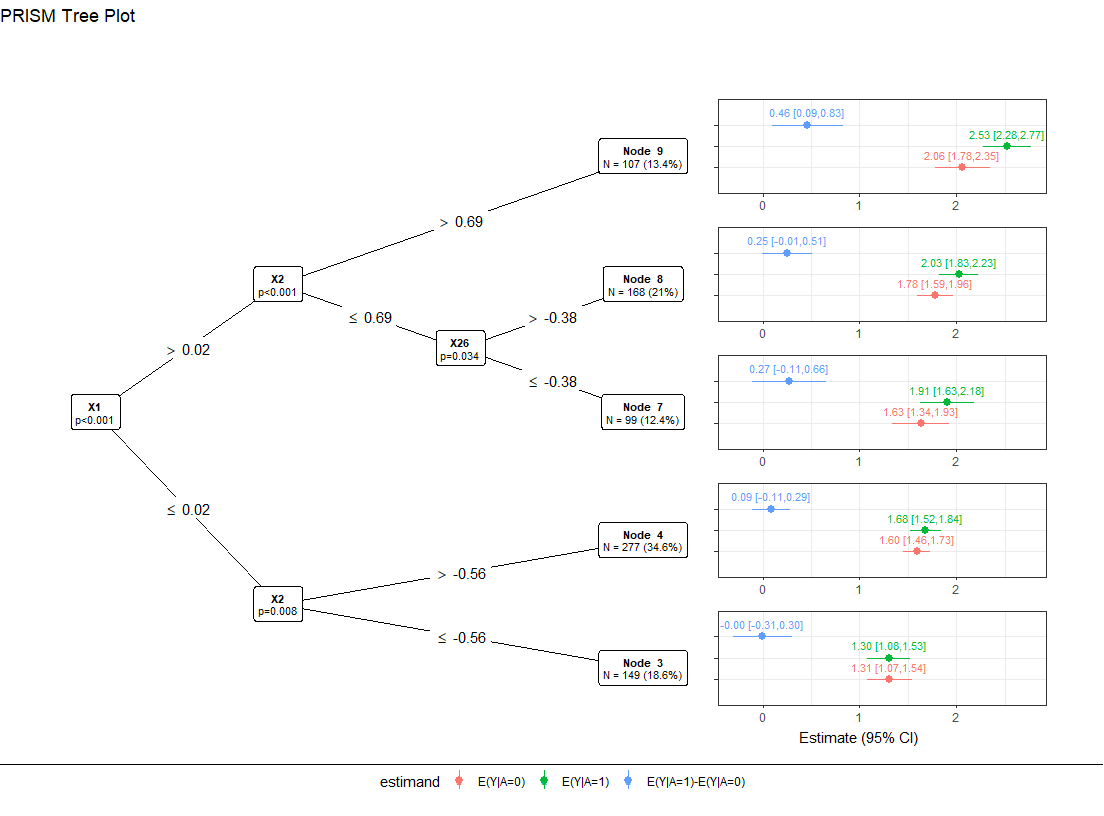 PRISM Tree Plot
0.46 [0.09,0.83]
2.53 [2.28,2.77]
2.06 [1.78,2.35]
0 1 2
Node 9
N = 107 (13.4%)
> 0.69
X2
p<0.001
≤ 0.69
0.25 [-0.01,0.51]
2.03 [1.83,2.23]
1.78 [1.59,1.96]
0 1 2
Node 8
N = 168 (21%)
> -0.38
X26
p=0.034
≤ -0.38
> 0.02
0.27 [-0.11,0.66]
1.91 [1.63,2.18]
1.63 [1.34,1.93]
0 1 2
Node 7
N = 99 (12.4%)
X1
p<0.001
≤ 0.02
0.09 [-0.11,0.29]
1.68 [1.52,1.84]
1.60 [1.46,1.73]
0 1 2
Node 4
N = 277 (34.6%)
> -0.56
X2
p=0.008
≤ -0.56
-0.00 [-0.31,0.30]
1.30 [1.08,1.53]
1.31 [1.07,1.54]
0 1 2
Node 3
N = 149 (18.6%)
Estimate (95% CI)
estimand E(Y|A=0) E(Y|A=1) E(Y|A=1)-E(Y|A=0)